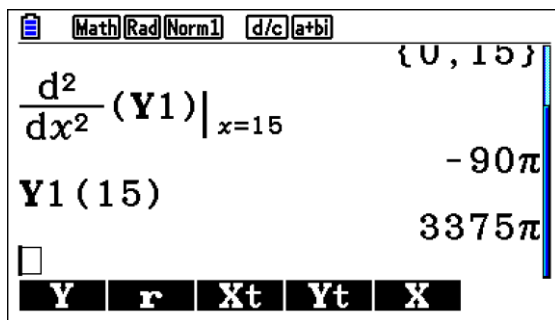 Math Rad Norm1 d/c a+bi
{0,15}
d²/dx² (Y1)|x=15
-90π
Y1(15)
3375π
Y r Xt Yt X